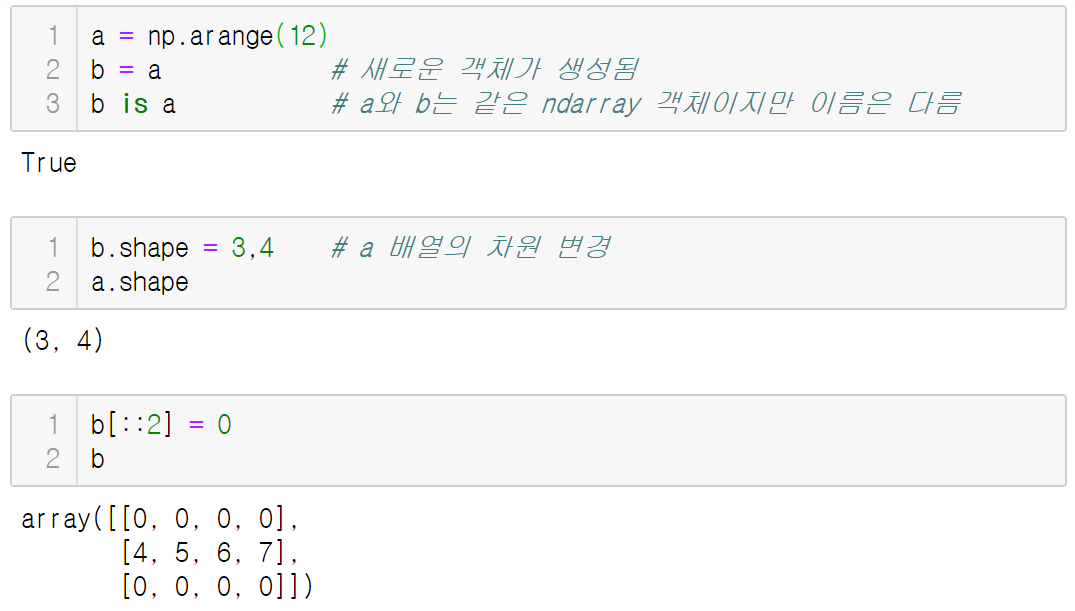 1 a = np.arange(12)
2 b = a # 새로운 객체가 생성됨
3 b is a # a와 b는 같은 ndarray 객체이지만 이름은 다름
True
1 b.shape = 3,4 # a 배열의 차원 변경
2 a.shape
(3, 4)
1 b[::2] = 0
2 b
array([[0, 0, 0, 0],
[4, 5, 6, 7],
[0, 0, 0, 0]])